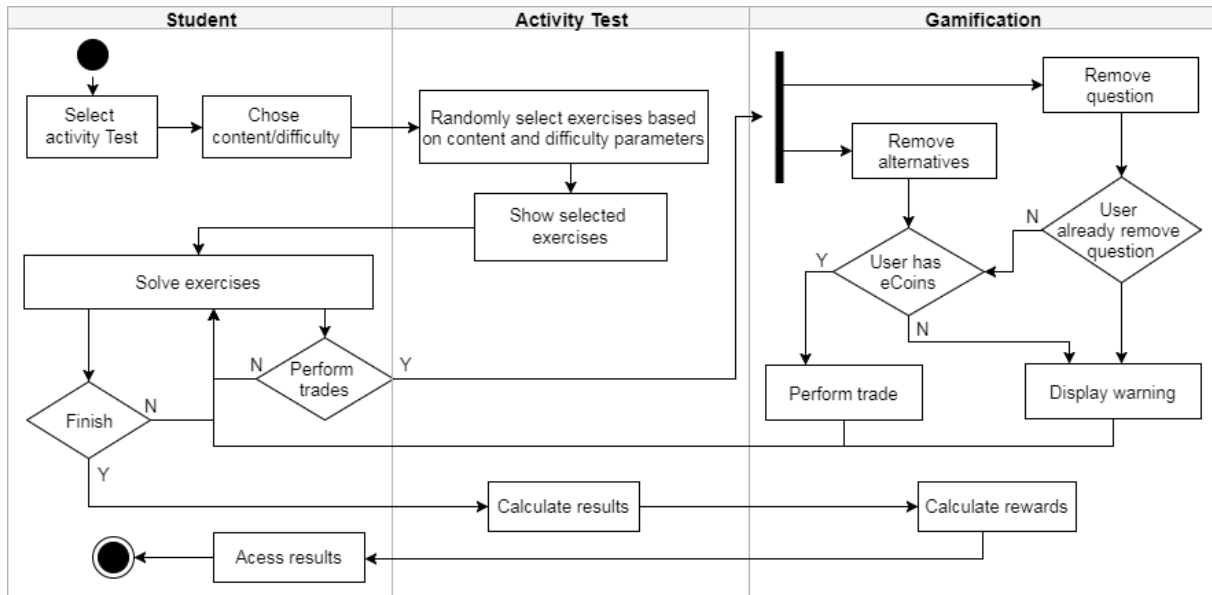 Student
Activity Test
Gamification
Select
activity Test
Chose
content/difficulty
Randomly select exercises based
on content and difficulty parameters
Remove
question
Remove
alternatives
Show selected
exercises
User
already remove
question
N
User has
eCoins
Y
N
Solve exercises
Perform
trades
N
Y
Finish
N
Y
Perform trade
Display warning
Calculate results
Calculate rewards
Acess results